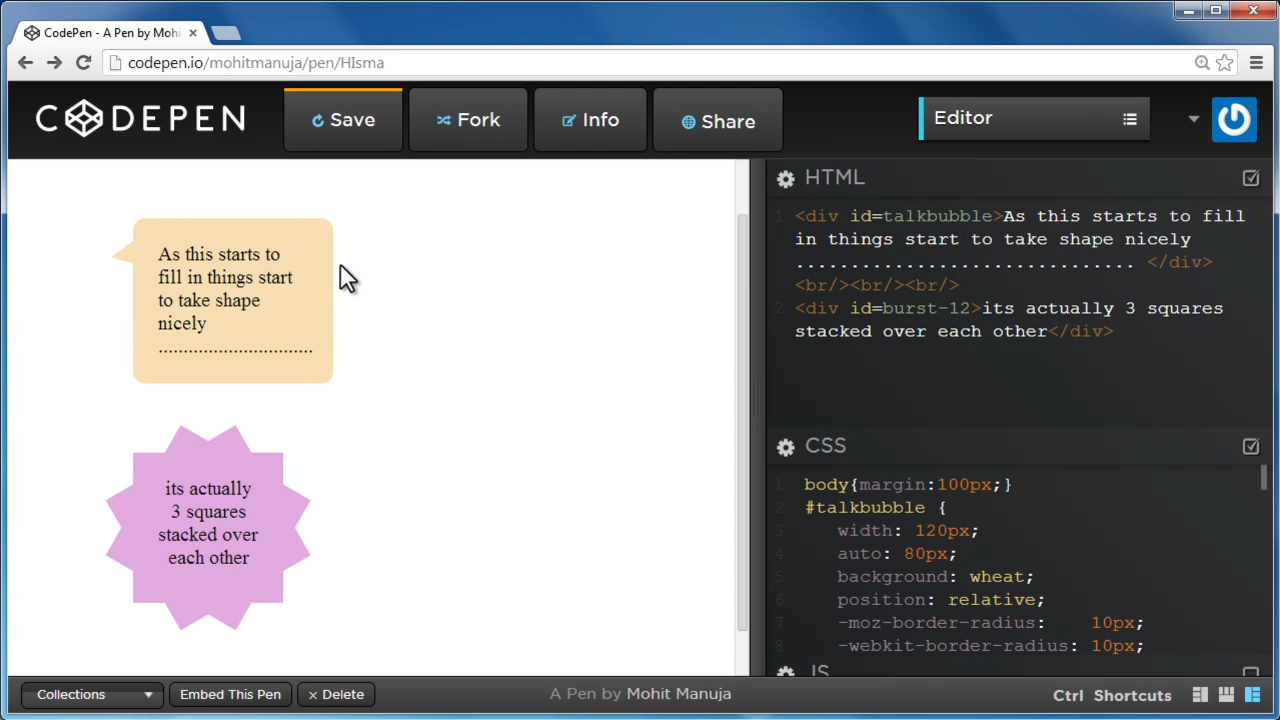 CodePen - A Pen by Mohi
codepen.io/mohitmanuja/pen/HIsma
CODEPEN
Save
Fork
Info
Share
Editor
As this starts to
fill in things start
to take shape
nicely
...............................
its actually
3 squares
stacked over
each other
HTML
1 <div id=talkbubble>As this starts to fill
in things start to take shape nicely
............................... </div>
<br/><br/><br/>
2 <div id=burst-12>its actually 3 squares
stacked over each other</div>
CSS
1 body{margin:100px;}
2 #talkbubble {
3 width: 120px;
4 auto: 80px;
5 background: wheat;
6 position: relative;
7 -moz-border-radius: 10px;
8 -webkit-border-radius: 10px;
JS
Collections
Embed This Pen
× Delete
A Pen by Mohit Manuja
Ctrl Shortcuts